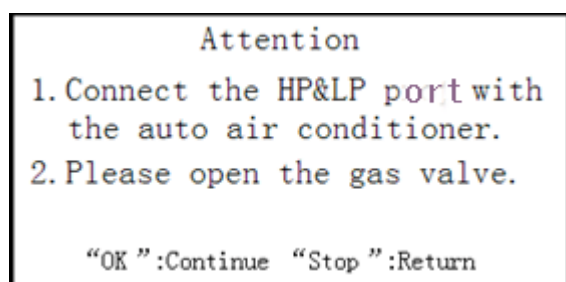 Attention
1. Connect the HP&LP port with
the auto air conditioner.
2. Please open the gas valve.
“OK”:Continue “Stop”:Return